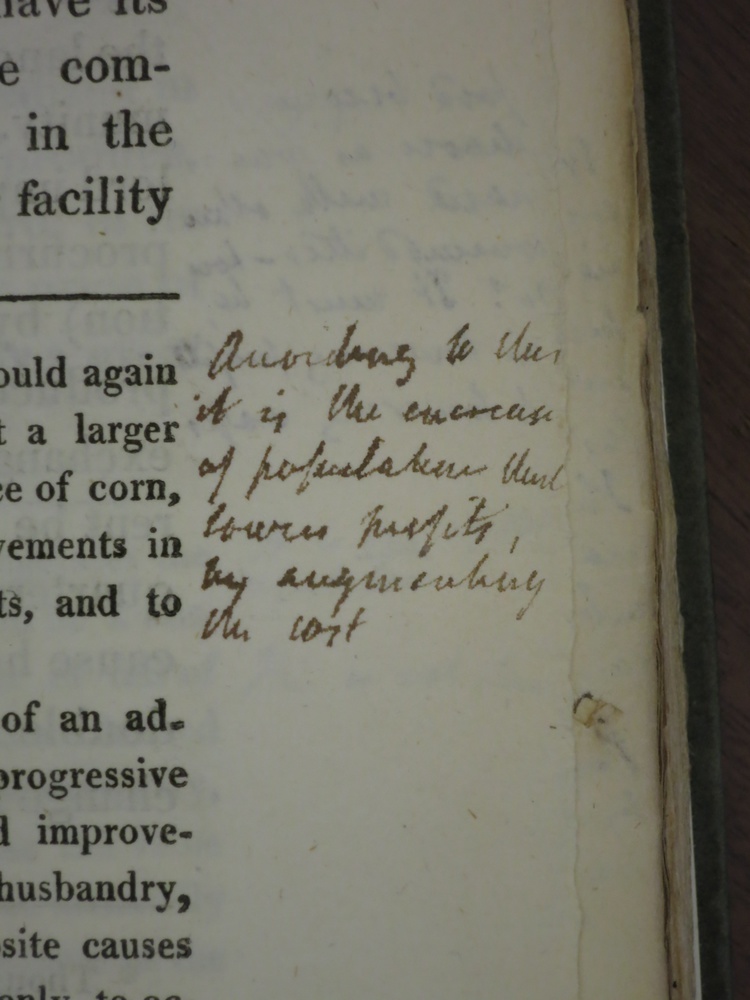 have its
e com-
in the
facility
ould again
t a larger
ce of corn,
vements in
ts, and to
of an ad-
progressive
d improve-
husbandry,
site causes
According to this
it is the encrease
of population that
lowers profits,
by augmenting
the cost